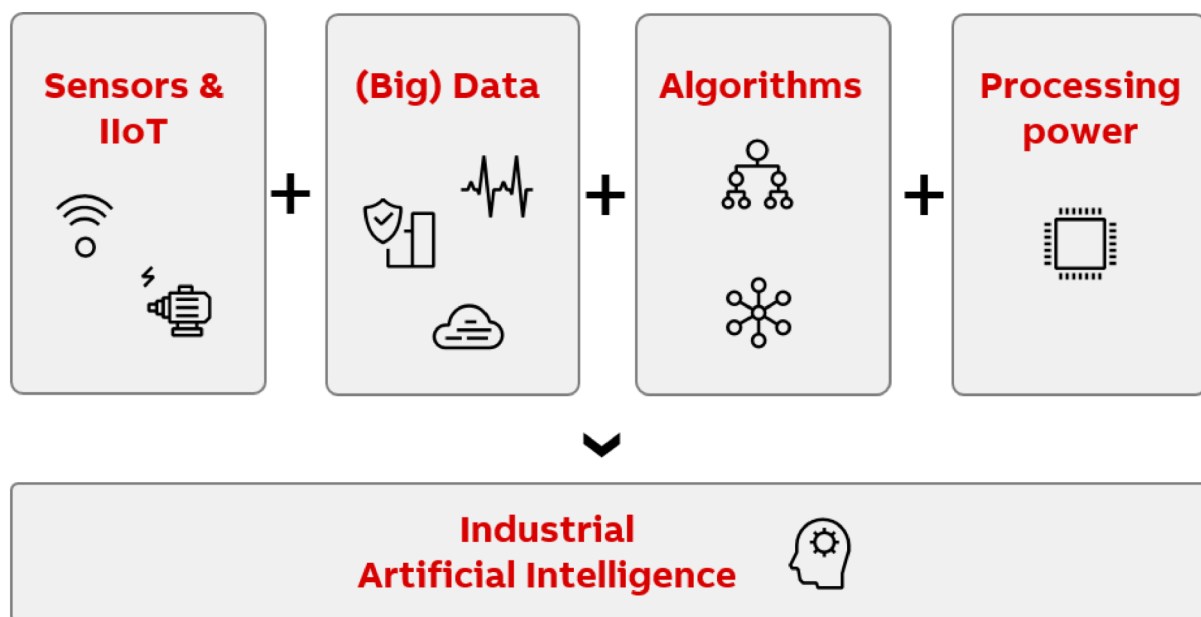 Sensors &
IIoT
(Big) Data
Algorithms
Processing
power
+
+
+
Industrial
Artificial Intelligence